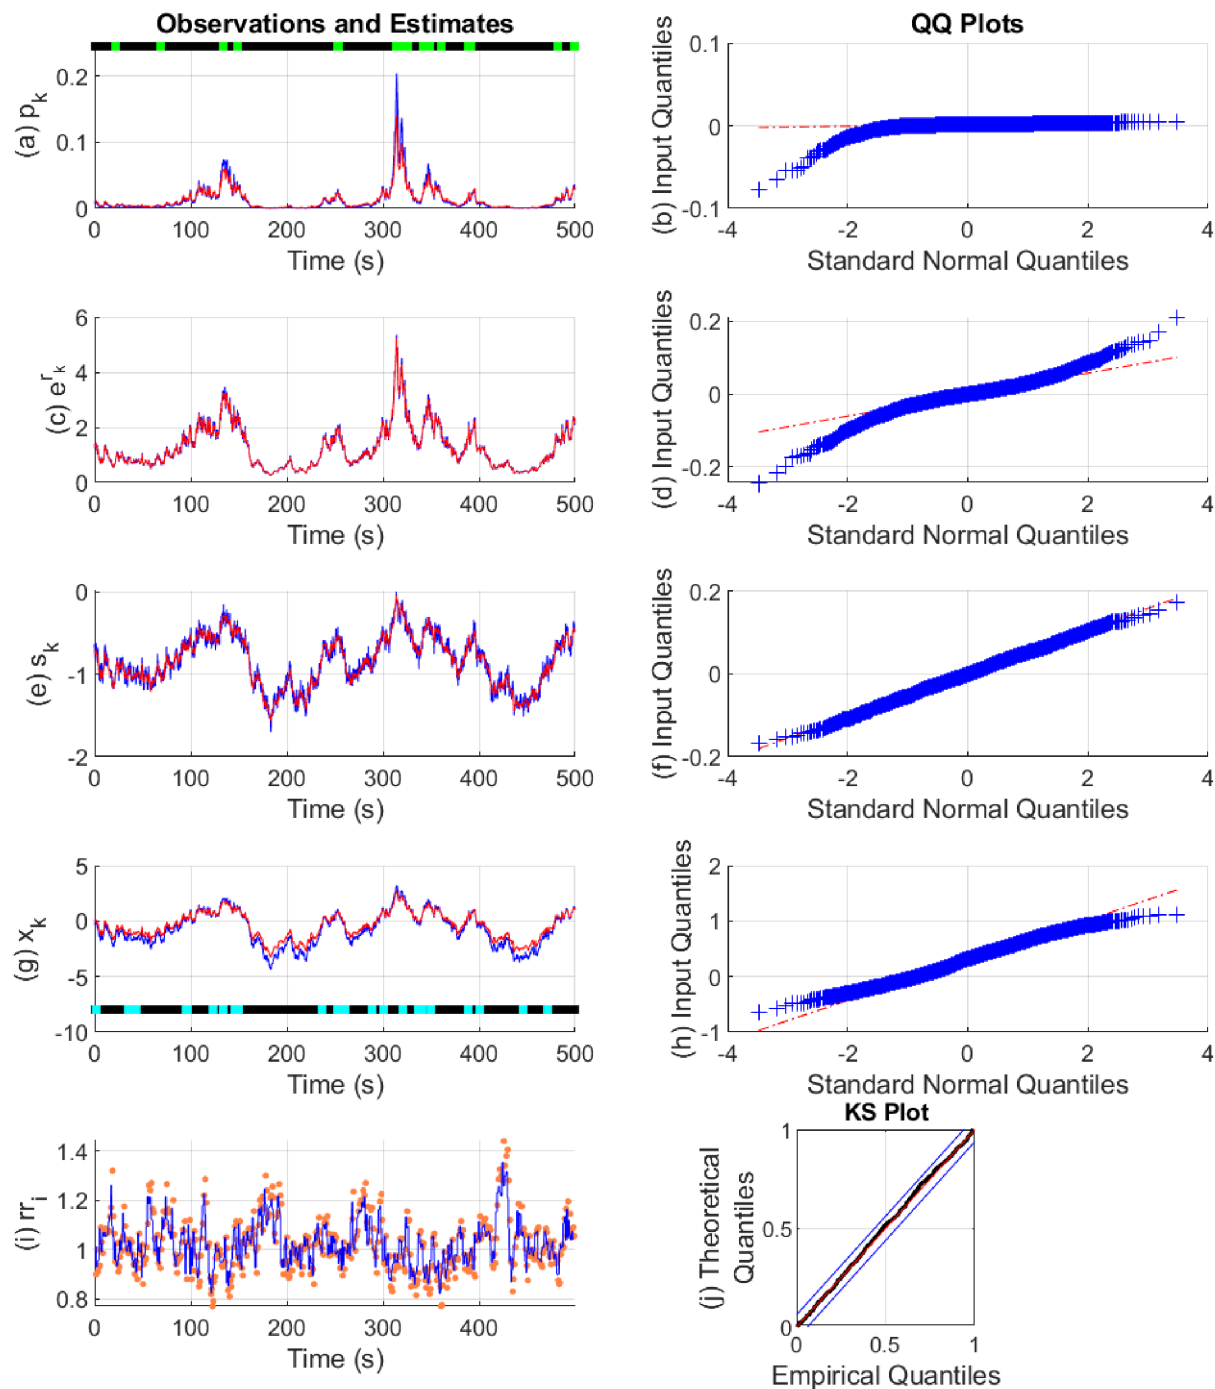 Observations and Estimates
(a) p_k
0.2
0.1
0
0 100 200 300 400 500
Time (s)
QQ Plots
(b) Input Quantiles
0.1
0
-0.1
-4 -2 0 2 4
Standard Normal Quantiles
(c) e^r_k
6
4
2
0
0 100 200 300 400 500
Time (s)
(d) Input Quantiles
0.2
0
-0.2
-4 -2 0 2 4
Standard Normal Quantiles
(e) s_k
0
-1
-2
0 100 200 300 400 500
Time (s)
(f) Input Quantiles
0.2
0
-0.2
-4 -2 0 2 4
Standard Normal Quantiles
(g) x_k
5
0
-5
-10
0 100 200 300 400 500
Time (s)
(h) Input Quantiles
2
1
0
-1
-4 -2 0 2 4
Standard Normal Quantiles
(i) rr_i
1.4
1.2
1
0.8
0 100 200 300 400
Time (s)
KS Plot
(j) Theoretical
Quantiles
1
0.5
0
0 0.5 1
Empirical Quantiles